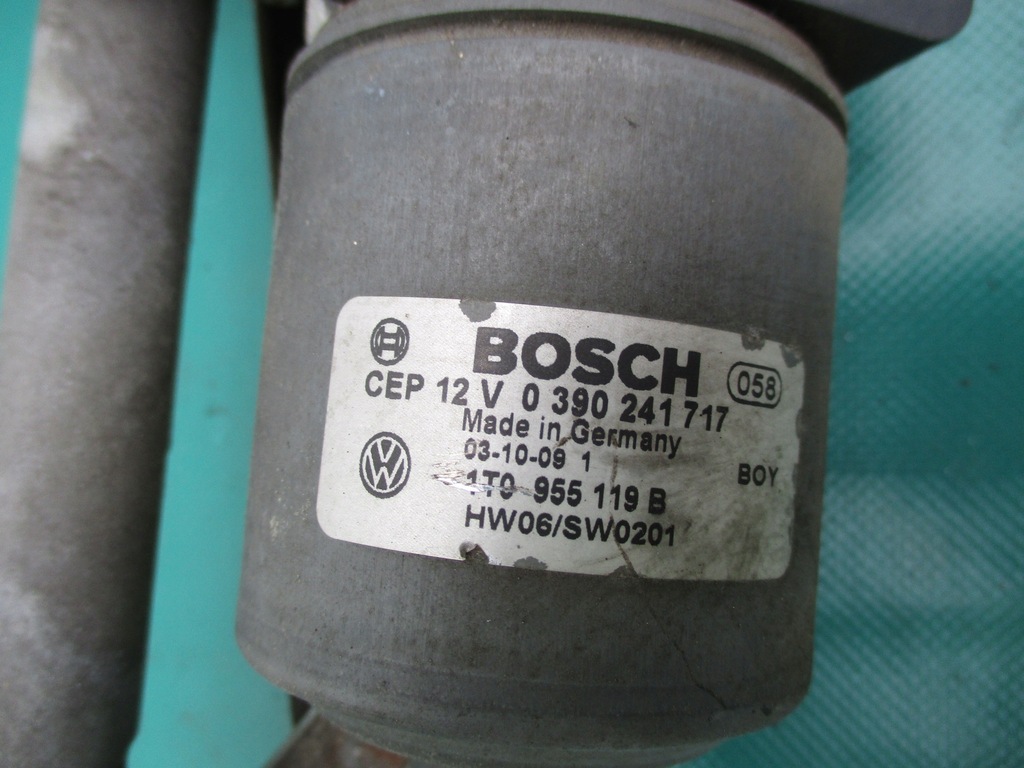 BOSCH
058
CEP 12 V 0 390 241 717
Made in Germany
03-10-09 1
BOY
1T0 955 119 B
HW06/SW0201